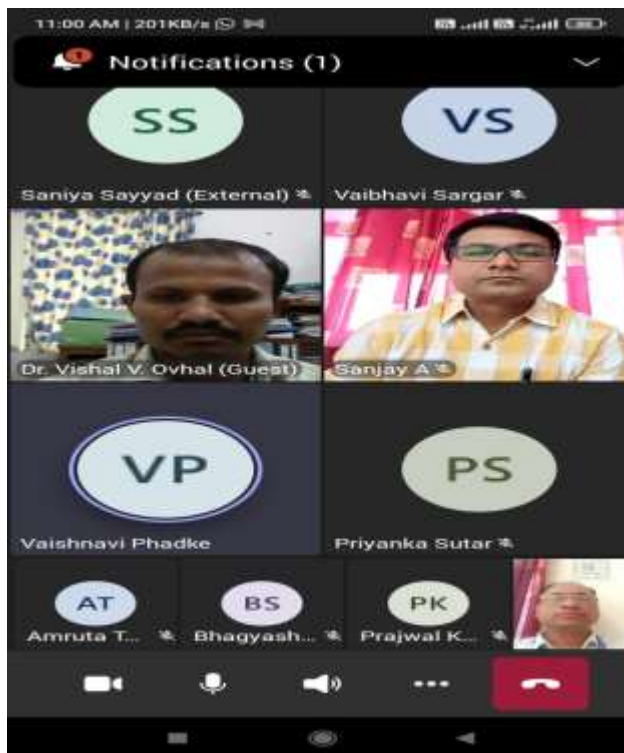 11:00 AM | 201KB/s
1
Notifications (1)
SS
VS
Saniya Sayyad (External)
Vaibhavi Sargar
Dr. Vishal V. Ovhal (Guest)
Sanjay A
VP
PS
Vaishnavi Phadke
Priyanka Sutar
AT
BS
PK
Amruta T...
Bhagyash...
Prajwal K...